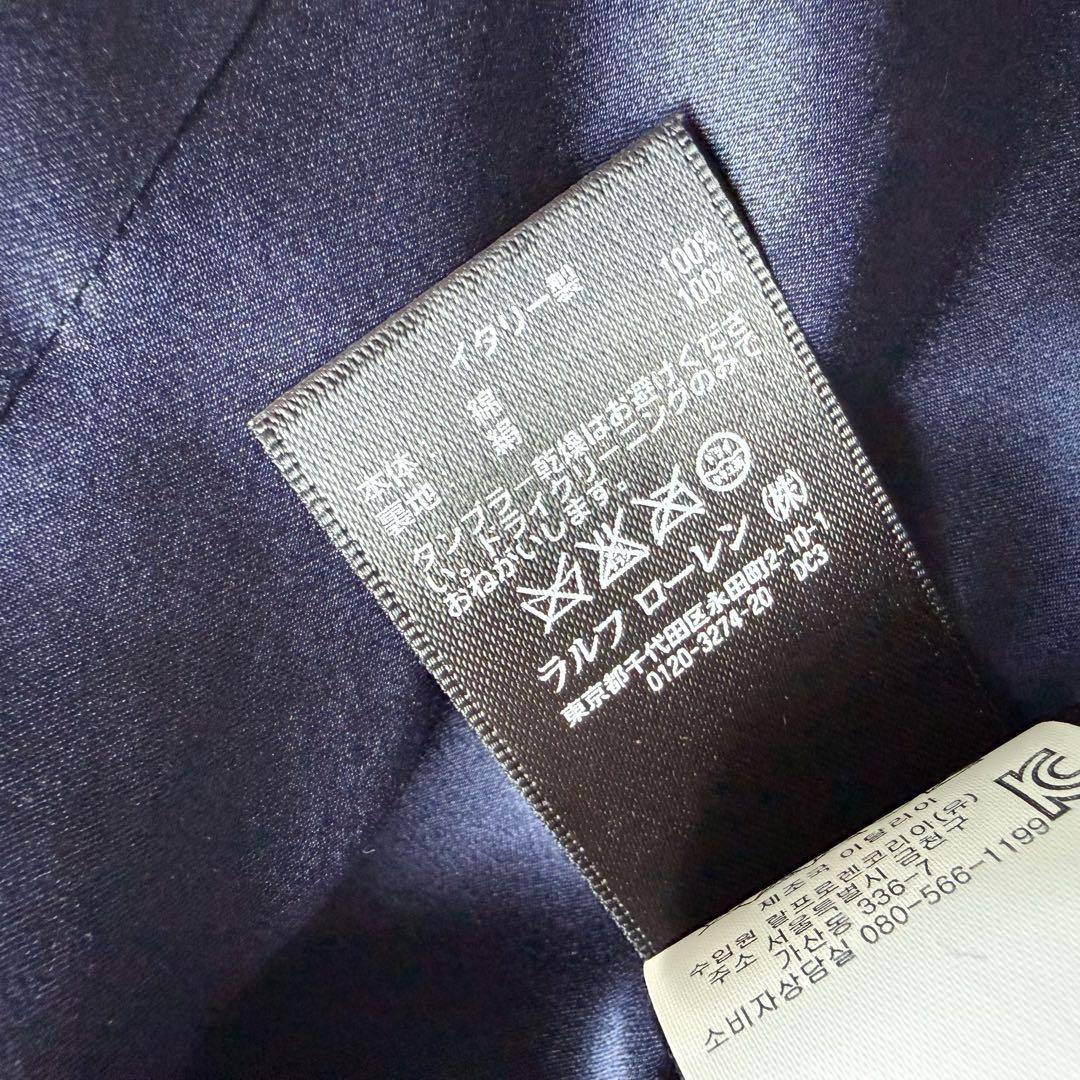 イタリー製
本体 綿 100%
裏地 絹 100%
タンブラー乾燥はお避けくださ
い。ドライクリーニングのみで
おねがいします。
ラルフ ローレン (株)
東京都千代田区永田町2-10-1
0120-3274-20 DC3
제조국 이탈리아
수입원 랄프로렌코리아(유)
주소 서울특별시 금천구
가산동 336-7
소비자상담실 080-566-1199